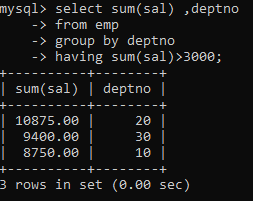 mysql> select sum(sal) ,deptno
    -> from emp
    -> group by deptno
    -> having sum(sal)>3000;
+----------+--------+
| sum(sal) | deptno |
+----------+--------+
| 10875.00 |     20 |
|  9400.00 |     30 |
|  8750.00 |     10 |
+----------+--------+
3 rows in set (0.00 sec)